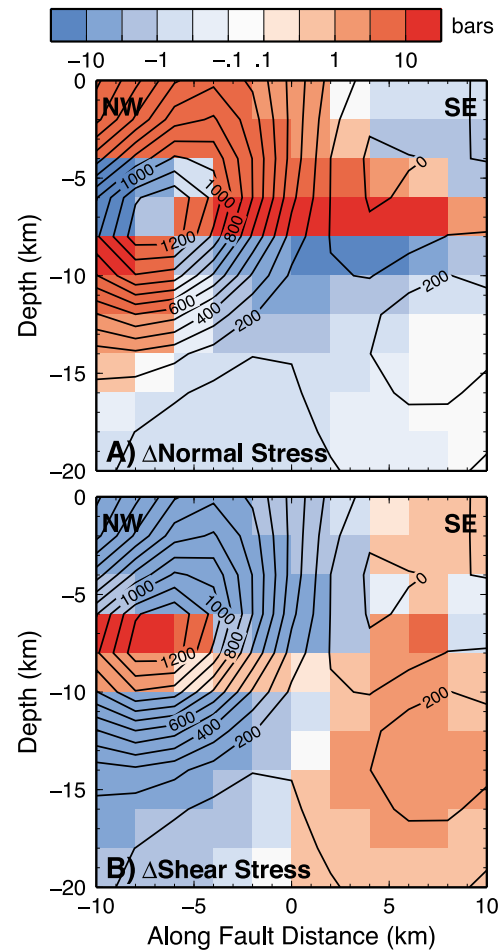 bars
−10 −1 −.1 .1 1 10
0
NW SE
1000
0
−5
1000
800
1200
Depth (km)
−10
200
600
400
200
−15
A) ΔNormal Stress
−20
0
NW SE
1000
0
−5
1000
800
1200
Depth (km)
−10
200
600
400
200
−15
B) ΔShear Stress
−20
−10 −5 0 5 10
Along Fault Distance (km)